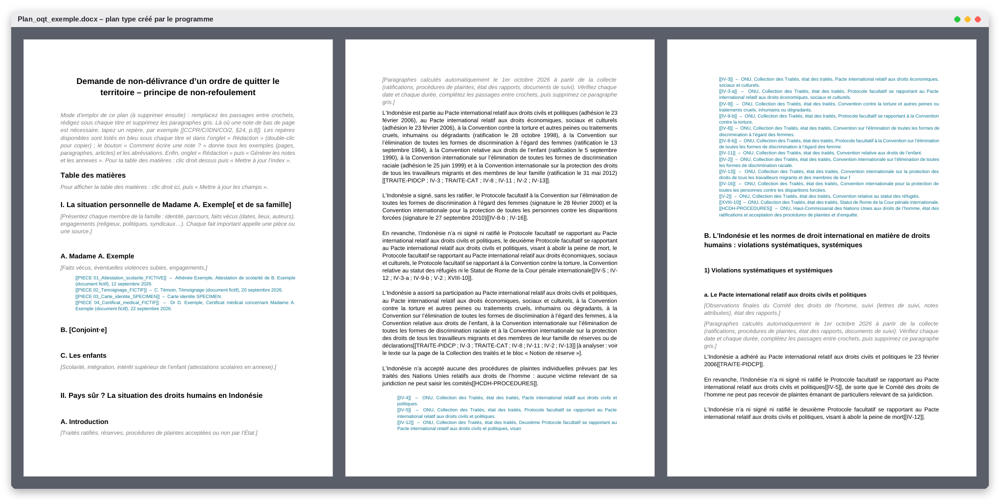 Plan_oqt_exemple.docx – plan type créé par le programme
Demande de non-délivrance d’un ordre de quitter le
territoire – principe de non-refoulement
Mode d’emploi de ce plan (à supprimer ensuite) : remplacez les passages entre crochets,
rédigez sous chaque titre et supprimez les paragraphes gris. Là où une note de bas de page
est nécessaire, tapez un repère, par exemple [[CCPR/C/IDN/CO/2, §24, p.8]]. Les repères
disponibles sont listés en bleu sous chaque titre et dans l’onglet « Rédaction » (double-clic
pour copier) ; le bouton « Comment écrire une note ? » donne tous les exemples (pages,
paragraphes, articles) et les abréviations. Enfin, onglet « Rédaction » puis « Générer les notes
et les annexes ». Pour la table des matières : clic droit dessus puis « Mettre à jour l’index ».
Table des matières
Pour afficher la table des matières : clic droit ici, puis « Mettre à jour les champs ».
I. La situation personnelle de Madame A. Exemple[ et de sa famille]
[Présentez chaque membre de la famille : identité, parcours, faits vécus (dates, lieux, auteurs),
engagements (religieux, politiques, syndicaux…). Chaque fait important appelle une pièce ou
une source.]
A. Madame A. Exemple
[Faits vécus, éventuelles violences subies, engagements.]
[[PIECE 01_Attestation_scolarite_FICTIVE]] – Athénée Exemple, Attestation de scolarité de B. Exemple
(document fictif), 12 septembre 2026.
[[PIECE 02_Temoignage_FICTIF]] – C. Témoin, Témoignage (document fictif), 20 septembre 2026.
[[PIECE 03_Carte_identite_SPECIMEN]] – Carte identite SPECIMEN.
[[PIECE 04_Certificat_medical_FICTIF]] – Dr D. Exemple, Certificat médical concernant Madame A.
Exemple (document fictif), 22 septembre 2026.
B. [Conjoint·e]
C. Les enfants
[Scolarité, intégration, intérêt supérieur de l’enfant (attestations scolaires en annexe).]
II. Pays sûr ? La situation des droits humains en Indonésie
A. Introduction
[Traités ratifiés, réserves, procédures de plaintes acceptées ou non par l’État.]
[Paragraphes calculés automatiquement le 1er octobre 2026 à partir de la collecte
(ratifications, procédures de plaintes, état des rapports, documents de suivi). Vérifiez chaque
date et chaque durée, complétez les passages entre crochets, puis supprimez ce paragraphe
gris.]
L’Indonésie est partie au Pacte international relatif aux droits civils et politiques (adhésion le 23
février 2006), au Pacte international relatif aux droits économiques, sociaux et culturels
(adhésion le 23 février 2006), à la Convention contre la torture et autres peines ou traitements
cruels, inhumains ou dégradants (ratification le 28 octobre 1998), à la Convention sur
l’élimination de toutes les formes de discrimination à l’égard des femmes (ratification le 13
septembre 1984), à la Convention relative aux droits de l’enfant (ratification le 5 septembre
1990), à la Convention internationale sur l’élimination de toutes les formes de discrimination
raciale (adhésion le 25 juin 1999) et à la Convention internationale sur la protection des droits
de tous les travailleurs migrants et des membres de leur famille (ratification le 31 mai 2012)
[[TRAITE-PIDCP ; IV-3 ; TRAITE-CAT ; IV-8 ; IV-11 ; IV-2 ; IV-13]].
L’Indonésie a signé, sans les ratifier, le Protocole facultatif à la Convention sur l’élimination de
toutes les formes de discrimination à l’égard des femmes (signature le 28 février 2000) et la
Convention internationale pour la protection de toutes les personnes contre les disparitions
forcées (signature le 27 septembre 2010)[[IV-8-b ; IV-16]].
En revanche, l’Indonésie n’a ni signé ni ratifié le Protocole facultatif se rapportant au Pacte
international relatif aux droits civils et politiques, le deuxième Protocole facultatif se rapportant
au Pacte international relatif aux droits civils et politiques, visant à abolir la peine de mort, le
Protocole facultatif se rapportant au Pacte international relatif aux droits économiques, sociaux
et culturels, le Protocole facultatif se rapportant à la Convention contre la torture, la Convention
relative au statut des réfugiés ni le Statut de Rome de la Cour pénale internationale[[IV-5 ; IV-
12 ; IV-3-a ; IV-9-b ; V-2 ; XVIII-10]].
L’Indonésie a assorti sa participation au Pacte international relatif aux droits civils et politiques,
au Pacte international relatif aux droits économiques, sociaux et culturels, à la Convention
contre la torture et autres peines ou traitements cruels, inhumains ou dégradants, à la
Convention sur l’élimination de toutes les formes de discrimination à l’égard des femmes, à la
Convention relative aux droits de l’enfant, à la Convention internationale sur l’élimination de
toutes les formes de discrimination raciale et à la Convention internationale sur la protection
des droits de tous les travailleurs migrants et des membres de leur famille de réserves ou de
déclarations[[TRAITE-PIDCP ; IV-3 ; TRAITE-CAT ; IV-8 ; IV-11 ; IV-2 ; IV-13]] [à analyser : voir
le texte sur la page de la Collection des traités et le bloc « Notion de réserve »].
L’Indonésie n’a accepté aucune des procédures de plaintes individuelles prévues par les
traités des Nations Unies relatifs aux droits de l’homme : aucune victime relevant de sa
juridiction ne peut saisir les comités[[HCDH-PROCEDURES]].
[[IV-4]] – ONU, Collection des Traités, état des traités, Pacte international relatif aux droits civils et
politiques.
[[IV-5]] – ONU, Collection des Traités, état des traités, Protocole facultatif se rapportant au Pacte
international relatif aux droits civils et politiques.
[[IV-12]] – ONU, Collection des Traités, état des traités, Deuxième Protocole facultatif se rapportant au
Pacte international relatif aux droits civils et politiques, visan
[[IV-3]] – ONU, Collection des Traités, état des traités, Pacte international relatif aux droits économiques,
sociaux et culturels.
[[IV-3-a]] – ONU, Collection des Traités, état des traités, Protocole facultatif se rapportant au Pacte
international relatif aux droits économiques, sociaux et culturels.
[[IV-9]] – ONU, Collection des Traités, état des traités, Convention contre la torture et autres peines ou
traitements cruels, inhumains ou dégradants.
[[IV-9-b]] – ONU, Collection des Traités, état des traités, Protocole facultatif se rapportant à la Convention
contre la torture.
[[IV-8]] – ONU, Collection des Traités, état des traités, Convention sur l’élimination de toutes les formes de
discrimination à l’égard des femmes.
[[IV-8-b]] – ONU, Collection des Traités, état des traités, Protocole facultatif à la Convention sur l’élimination
de toutes les formes de discrimination à l’égard des femme
[[IV-11]] – ONU, Collection des Traités, état des traités, Convention relative aux droits de l’enfant.
[[IV-2]] – ONU, Collection des Traités, état des traités, Convention internationale sur l’élimination de toutes
les formes de discrimination raciale.
[[IV-13]] – ONU, Collection des Traités, état des traités, Convention internationale sur la protection des
droits de tous les travailleurs migrants et des membres de leur f
[[IV-16]] – ONU, Collection des Traités, état des traités, Convention internationale pour la protection de
toutes les personnes contre les disparitions forcées.
[[V-2]] – ONU, Collection des Traités, état des traités, Convention relative au statut des réfugiés.
[[XVIII-10]] – ONU, Collection des Traités, état des traités, Statut de Rome de la Cour pénale internationale.
[[HCDH-PROCEDURES]] – ONU, Haut-Commissariat des Nations Unies aux droits de l’homme, état des
ratifications et acceptation des procédures de plaintes et d’enquête.
B. L’Indonésie et les normes de droit international en matière de droits
humains : violations systématiques, systémiques
1) Violations systématiques et systémiques
a. Le Pacte international relatif aux droits civils et politiques
[Observations finales du Comité des droits de l’homme, suivi (lettres de suivi, notes
attribuées), état des rapports.]
[Paragraphes calculés automatiquement le 1er octobre 2026 à partir de la collecte
(ratifications, procédures de plaintes, état des rapports, documents de suivi). Vérifiez chaque
date et chaque durée, complétez les passages entre crochets, puis supprimez ce paragraphe
gris.]
L’Indonésie a adhéré au Pacte international relatif aux droits civils et politiques le 23 février
2006[[TRAITE-PIDCP]].
En revanche, l’Indonésie n’a ni signé ni ratifié le Protocole facultatif se rapportant au Pacte
international relatif aux droits civils et politiques[[IV-5]], de sorte que le Comité des droits de
l’homme ne peut pas recevoir de plaintes émanant de particuliers relevant de sa juridiction.
L’Indonésie n’a ni signé ni ratifié le deuxième Protocole facultatif se rapportant au Pacte
international relatif aux droits civils et politiques, visant à abolir la peine de mort[[IV-12]].